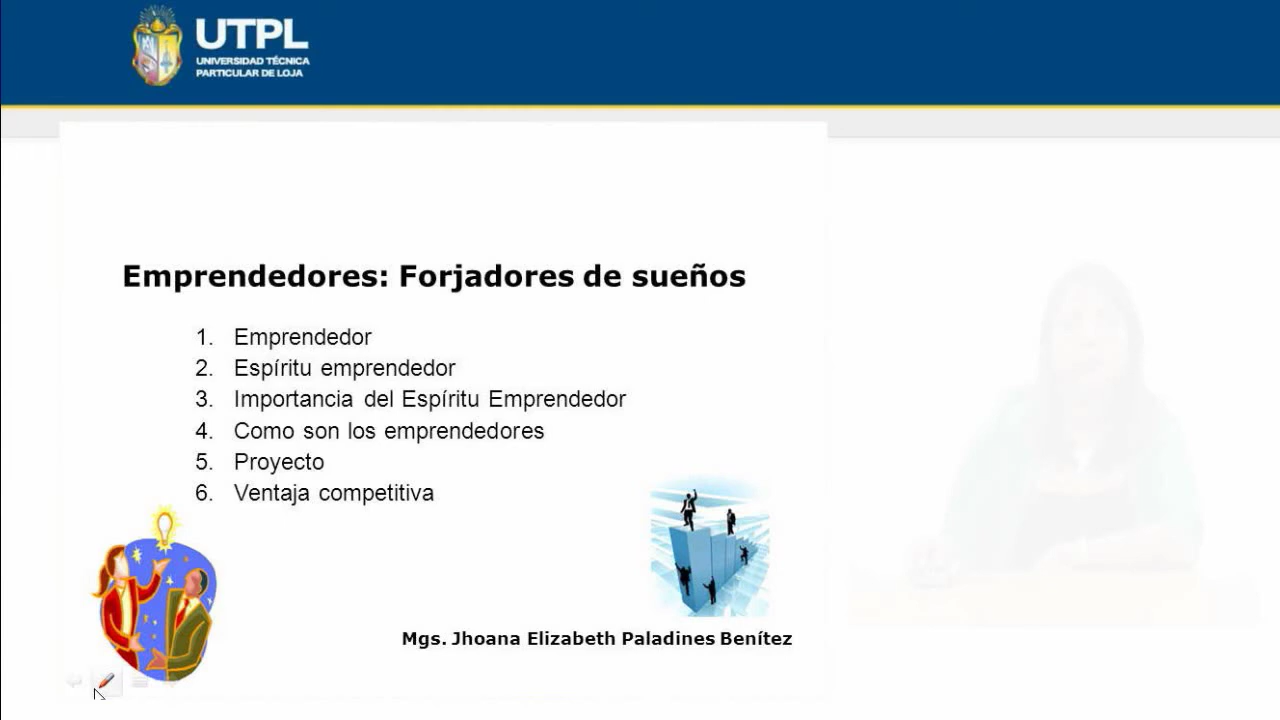 UTPL
UNIVERSIDAD TÉCNICA
PARTICULAR DE LOJA
Emprendedores: Forjadores de sueños
1. Emprendedor
2. Espíritu emprendedor
3. Importancia del Espíritu Emprendedor
4. Como son los emprendedores
5. Proyecto
6. Ventaja competitiva
Mgs. Jhoana Elizabeth Paladines Benítez